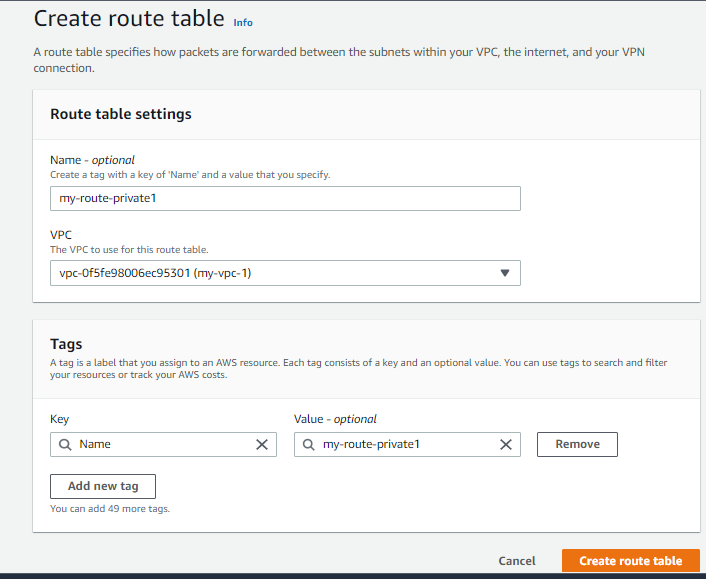 Create route table Info
A route table specifies how packets are forwarded between the subnets within your VPC, the internet, and your VPN
connection.
Route table settings
Name - optional
Create a tag with a key of 'Name' and a value that you specify.
my-route-private1
VPC
The VPC to use for this route table.
vpc-0f5fe98006ec95301 (my-vpc-1)
Tags
A tag is a label that you assign to an AWS resource. Each tag consists of a key and an optional value. You can use tags to search and filter
your resources or track your AWS costs.
Key Value - optional
Name my-route-private1 Remove
Add new tag
You can add 49 more tags.
Cancel Create route table